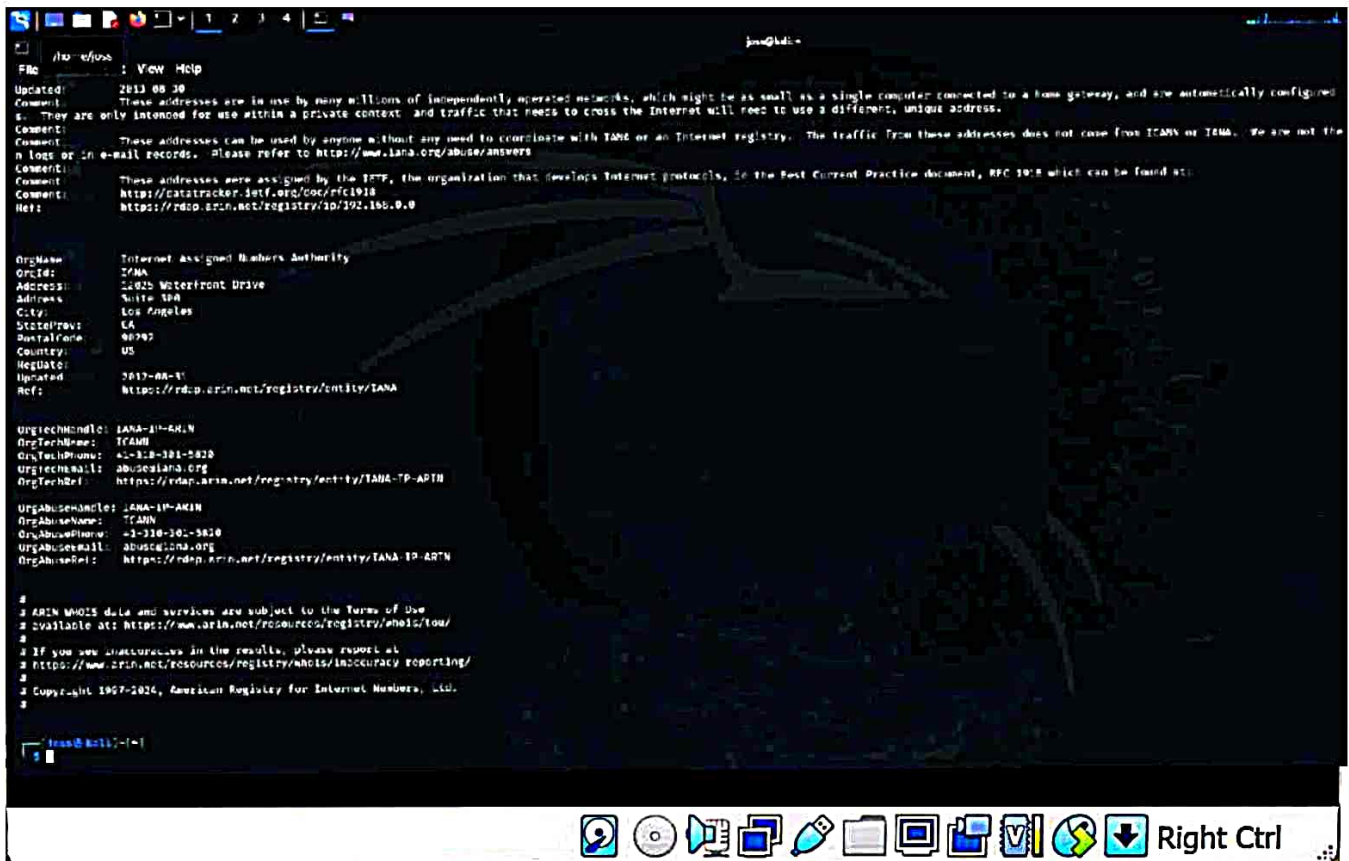 1 2 3 4
/home/joss
joss@kali: ~
File View Help
Updated: 2013-08-30
Comment: These addresses are in use by many millions of independently operated networks, which might be as small as a single computer connected to a home gateway, and are automatically configured
s. They are only intended for use within a private context and traffic that needs to cross the Internet will need to use a different, unique address.
Comment:
Comment: These addresses can be used by anyone without any need to coordinate with IANA or an Internet registry. The traffic from these addresses does not come from ICANN or IANA. We are not the
n logs or in e-mail records. Please refer to http://www.iana.org/abuse/answers
Comment:
Comment: These addresses were assigned by the IETF, the organization that develops Internet protocols, in the Best Current Practice document, RFC 1918 which can be found at:
Comment: http://datatracker.ietf.org/doc/rfc1918
Ref: https://rdap.arin.net/registry/ip/192.168.0.0
OrgName: Internet Assigned Numbers Authority
OrgId: IANA
Address: 12025 Waterfront Drive
Address: Suite 300
City: Los Angeles
StateProv: CA
PostalCode: 90292
Country: US
RegDate:
Updated: 2012-08-31
Ref: https://rdap.arin.net/registry/entity/IANA
OrgTechHandle: IANA-IP-ARIN
OrgTechName: ICANN
OrgTechPhone: +1-310-301-5820
OrgTechEmail: abuse@iana.org
OrgTechRef: https://rdap.arin.net/registry/entity/IANA-IP-ARIN
OrgAbuseHandle: IANA-IP-ARIN
OrgAbuseName: ICANN
OrgAbusePhone: +1-310-301-5820
OrgAbuseEmail: abuse@iana.org
OrgAbuseRef: https://rdap.arin.net/registry/entity/IANA-IP-ARIN
#
# ARIN WHOIS data and services are subject to the Terms of Use
# available at: https://www.arin.net/resources/registry/whois/tou/
#
# If you see inaccuracies in the results, please report at
# https://www.arin.net/resources/registry/whois/inaccuracy_reporting/
#
# Copyright 1997-2024, American Registry for Internet Numbers, Ltd.
#
(joss@kali)-[~]
$
Right Ctrl